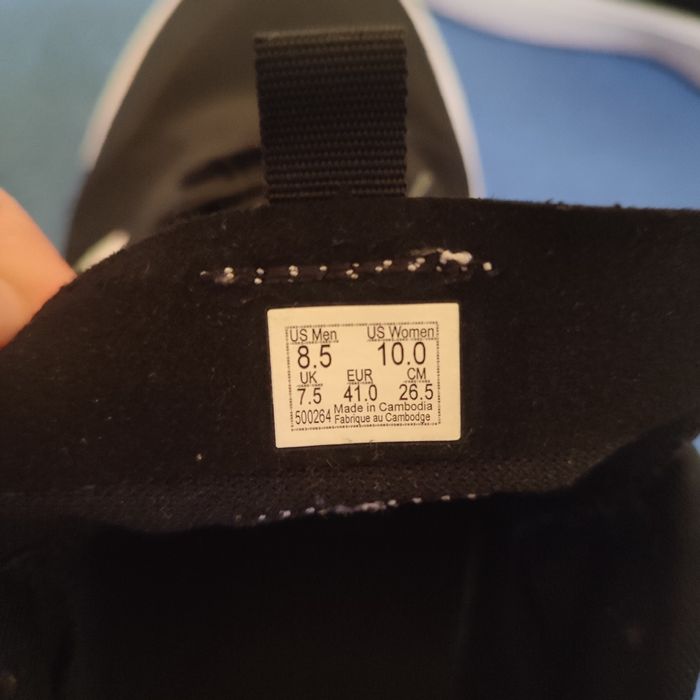 US Men US Women
8.5 10.0
UK EUR CM
7.5 41.0 26.5
500264 Made in Cambodia
Fabrique au Cambodge